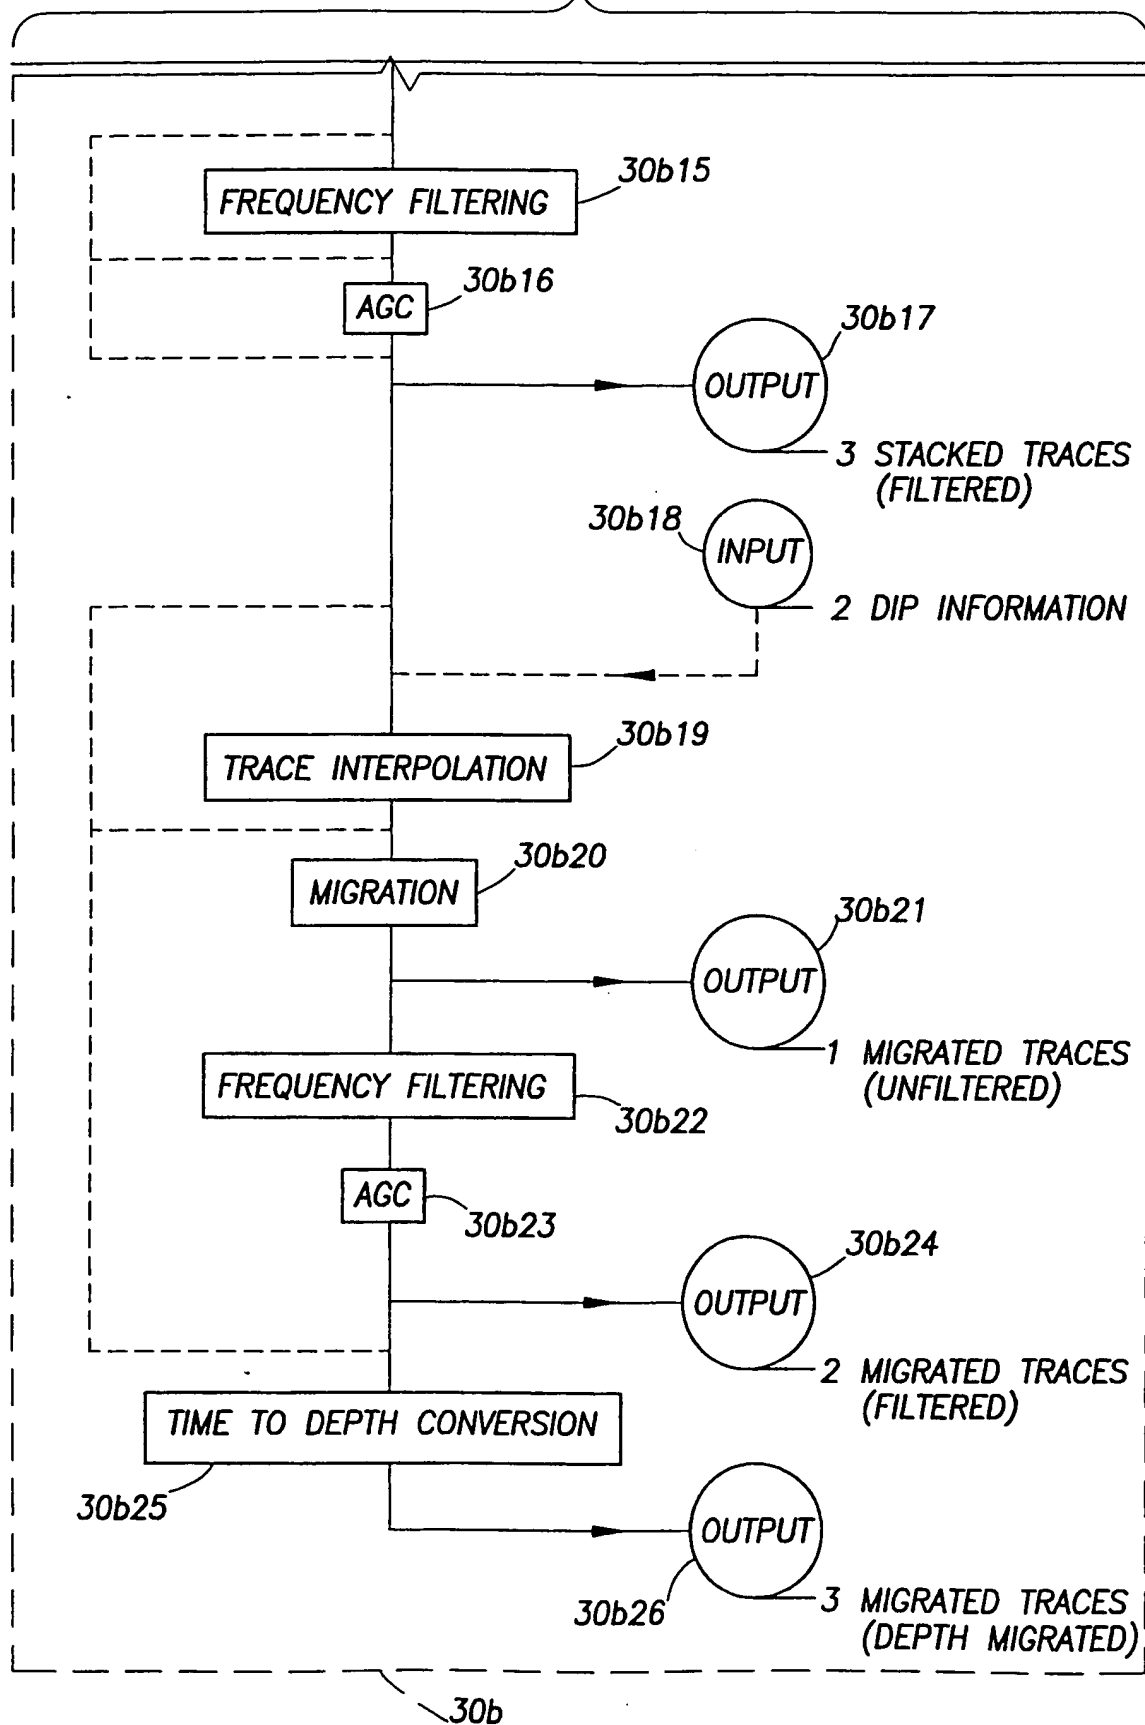 30b15
FREQUENCY FILTERING
30b16
AGC
30b17
OUTPUT
3 STACKED TRACES
(FILTERED)
30b18
INPUT
2 DIP INFORMATION
30b19
TRACE INTERPOLATION
30b20
MIGRATION
30b21
OUTPUT
1 MIGRATED TRACES
(UNFILTERED)
FREQUENCY FILTERING
30b22
AGC
30b23
30b24
OUTPUT
2 MIGRATED TRACES
(FILTERED)
TIME TO DEPTH CONVERSION
30b25
OUTPUT
30b26
3 MIGRATED TRACES
(DEPTH MIGRATED)
30b